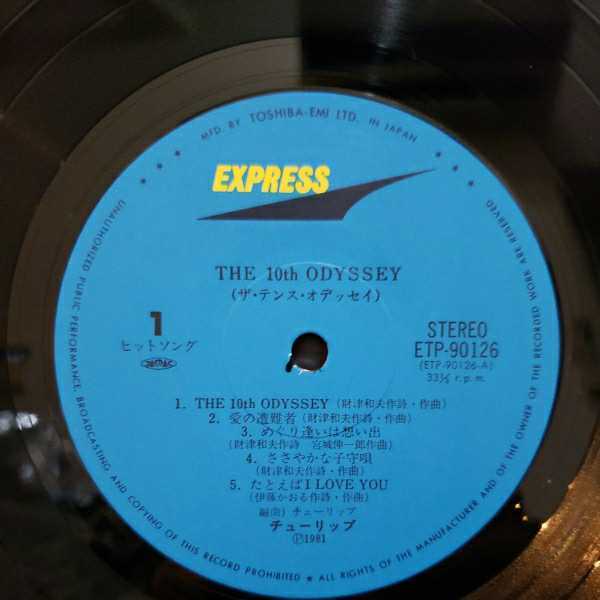 MFD. BY TOSHIBA-EMI LTD. IN JAPAN
EXPRESS
THE 10th ODYSSEY
(ザ・テンス・オデッセイ)
1
ヒットソング
STEREO
ETP-90126
(ETP-90126-A)
33⅓ r.p.m.
1. THE 10th ODYSSEY (財津和夫作詩・作曲)
2. 愛の遭難者 (財津和夫作詩・作曲)
3. めぐり逢いは想い出
(財津和夫作詩 宮城伸一郎作曲)
4. ささやかな子守唄
(財津和夫作詩・作曲)
5. たとえば I LOVE YOU
(伊藤かおる作詩・作曲)
編曲) チューリップ
チューリップ
Ⓟ1981
UNAUTHORIZED PUBLIC PERFORMANCE, BROADCASTING AND COPYING OF THIS RECORD PROHIBITED ★ ALL RIGHTS OF THE MANUFACTURER AND OF THE OWNER OF THE RECORDED WORK ARE RESERVED